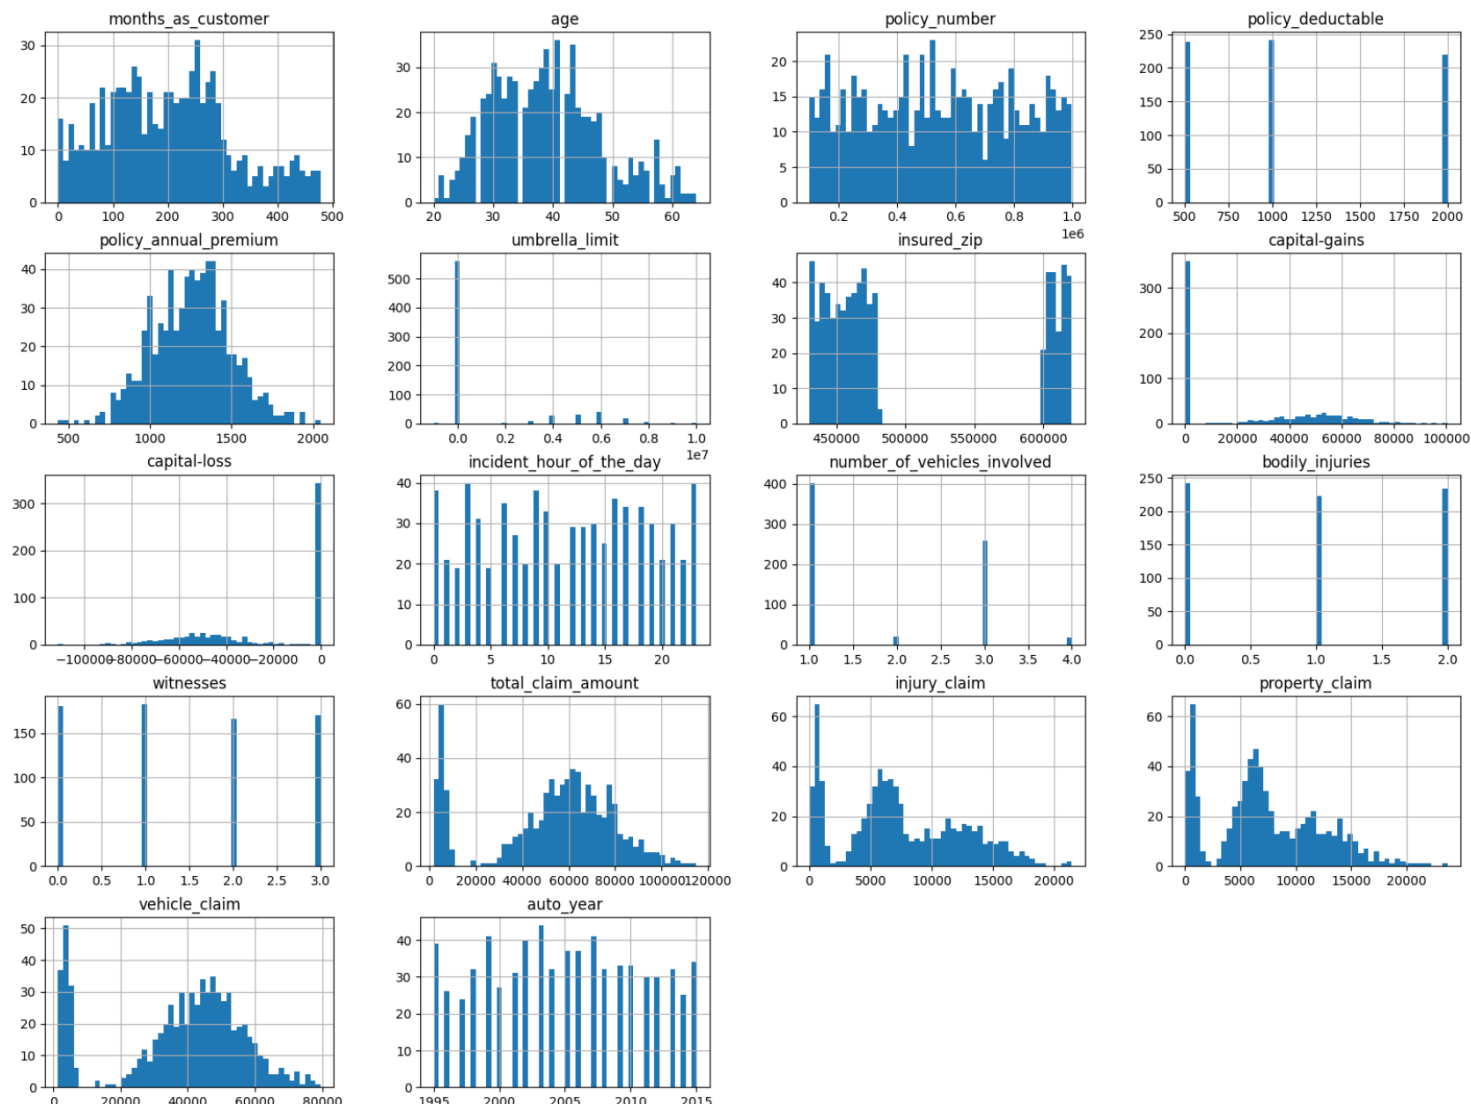 months_as_customer
30
20
10
0
0 100 200 300 400 500
age
30
20
10
0
20 30 40 50 60
policy_number
20
15
10
5
0
0.2 0.4 0.6 0.8 1.0
1e6
policy_deductable
250
200
150
100
50
0
500 750 1000 1250 1500 1750 2000
policy_annual_premium
40
30
20
10
0
500 1000 1500 2000
umbrella_limit
500
400
300
200
100
0
0.0 0.2 0.4 0.6 0.8 1.0
1e7
insured_zip
40
30
20
10
0
450000 500000 550000 600000
capital-gains
300
200
100
0
0 20000 40000 60000 80000 100000
capital-loss
300
200
100
0
−100000 −80000 −60000 −40000 −20000 0
incident_hour_of_the_day
40
30
20
10
0
0 5 10 15 20
number_of_vehicles_involved
400
300
200
100
0
1.0 1.5 2.0 2.5 3.0 3.5 4.0
bodily_injuries
250
200
150
100
50
0
0.0 0.5 1.0 1.5 2.0
witnesses
150
100
50
0
0.0 0.5 1.0 1.5 2.0 2.5 3.0
total_claim_amount
60
40
20
0
0 20000 40000 60000 80000 100000 120000
injury_claim
60
40
20
0
0 5000 10000 15000 20000
property_claim
60
40
20
0
0 5000 10000 15000 20000
vehicle_claim
50
40
30
20
10
0
0 20000 40000 60000 80000
auto_year
40
30
20
10
0
1995 2000 2005 2010 2015